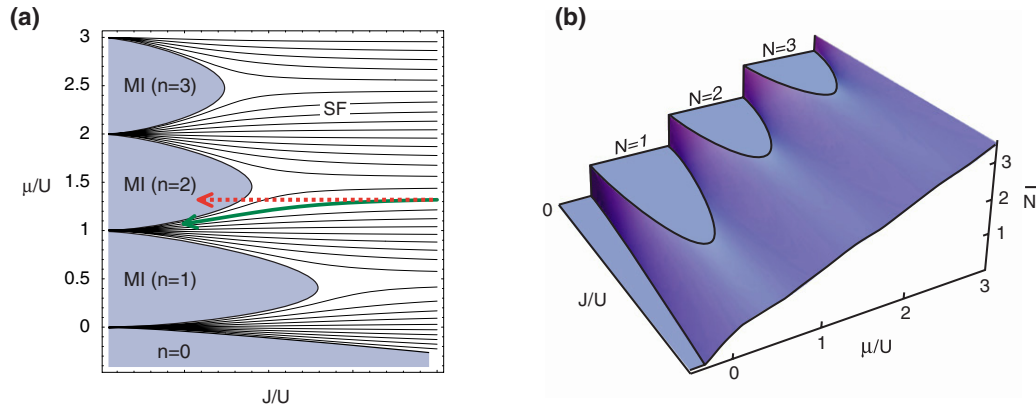 (a)
3
2.5
2
1.5
1
0.5
0
μ/U
MI (n=3)
SF
MI (n=2)
MI (n=1)
n=0
J/U
(b)
N=3
N=2
N=1
0
J/U
0
1
2
3
μ/U
3
2
1
N̅